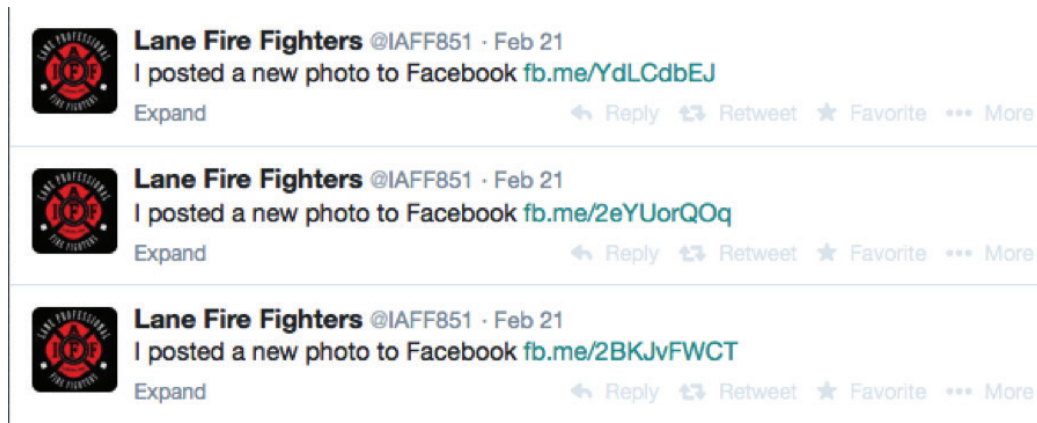 Lane Fire Fighters @IAFF851 · Feb 21
I posted a new photo to Facebook fb.me/YdLCdbEJ
Expand Reply Retweet Favorite More
Lane Fire Fighters @IAFF851 · Feb 21
I posted a new photo to Facebook fb.me/2eYUorQOq
Expand Reply Retweet Favorite More
Lane Fire Fighters @IAFF851 · Feb 21
I posted a new photo to Facebook fb.me/2BKJvFWCT
Expand Reply Retweet Favorite More